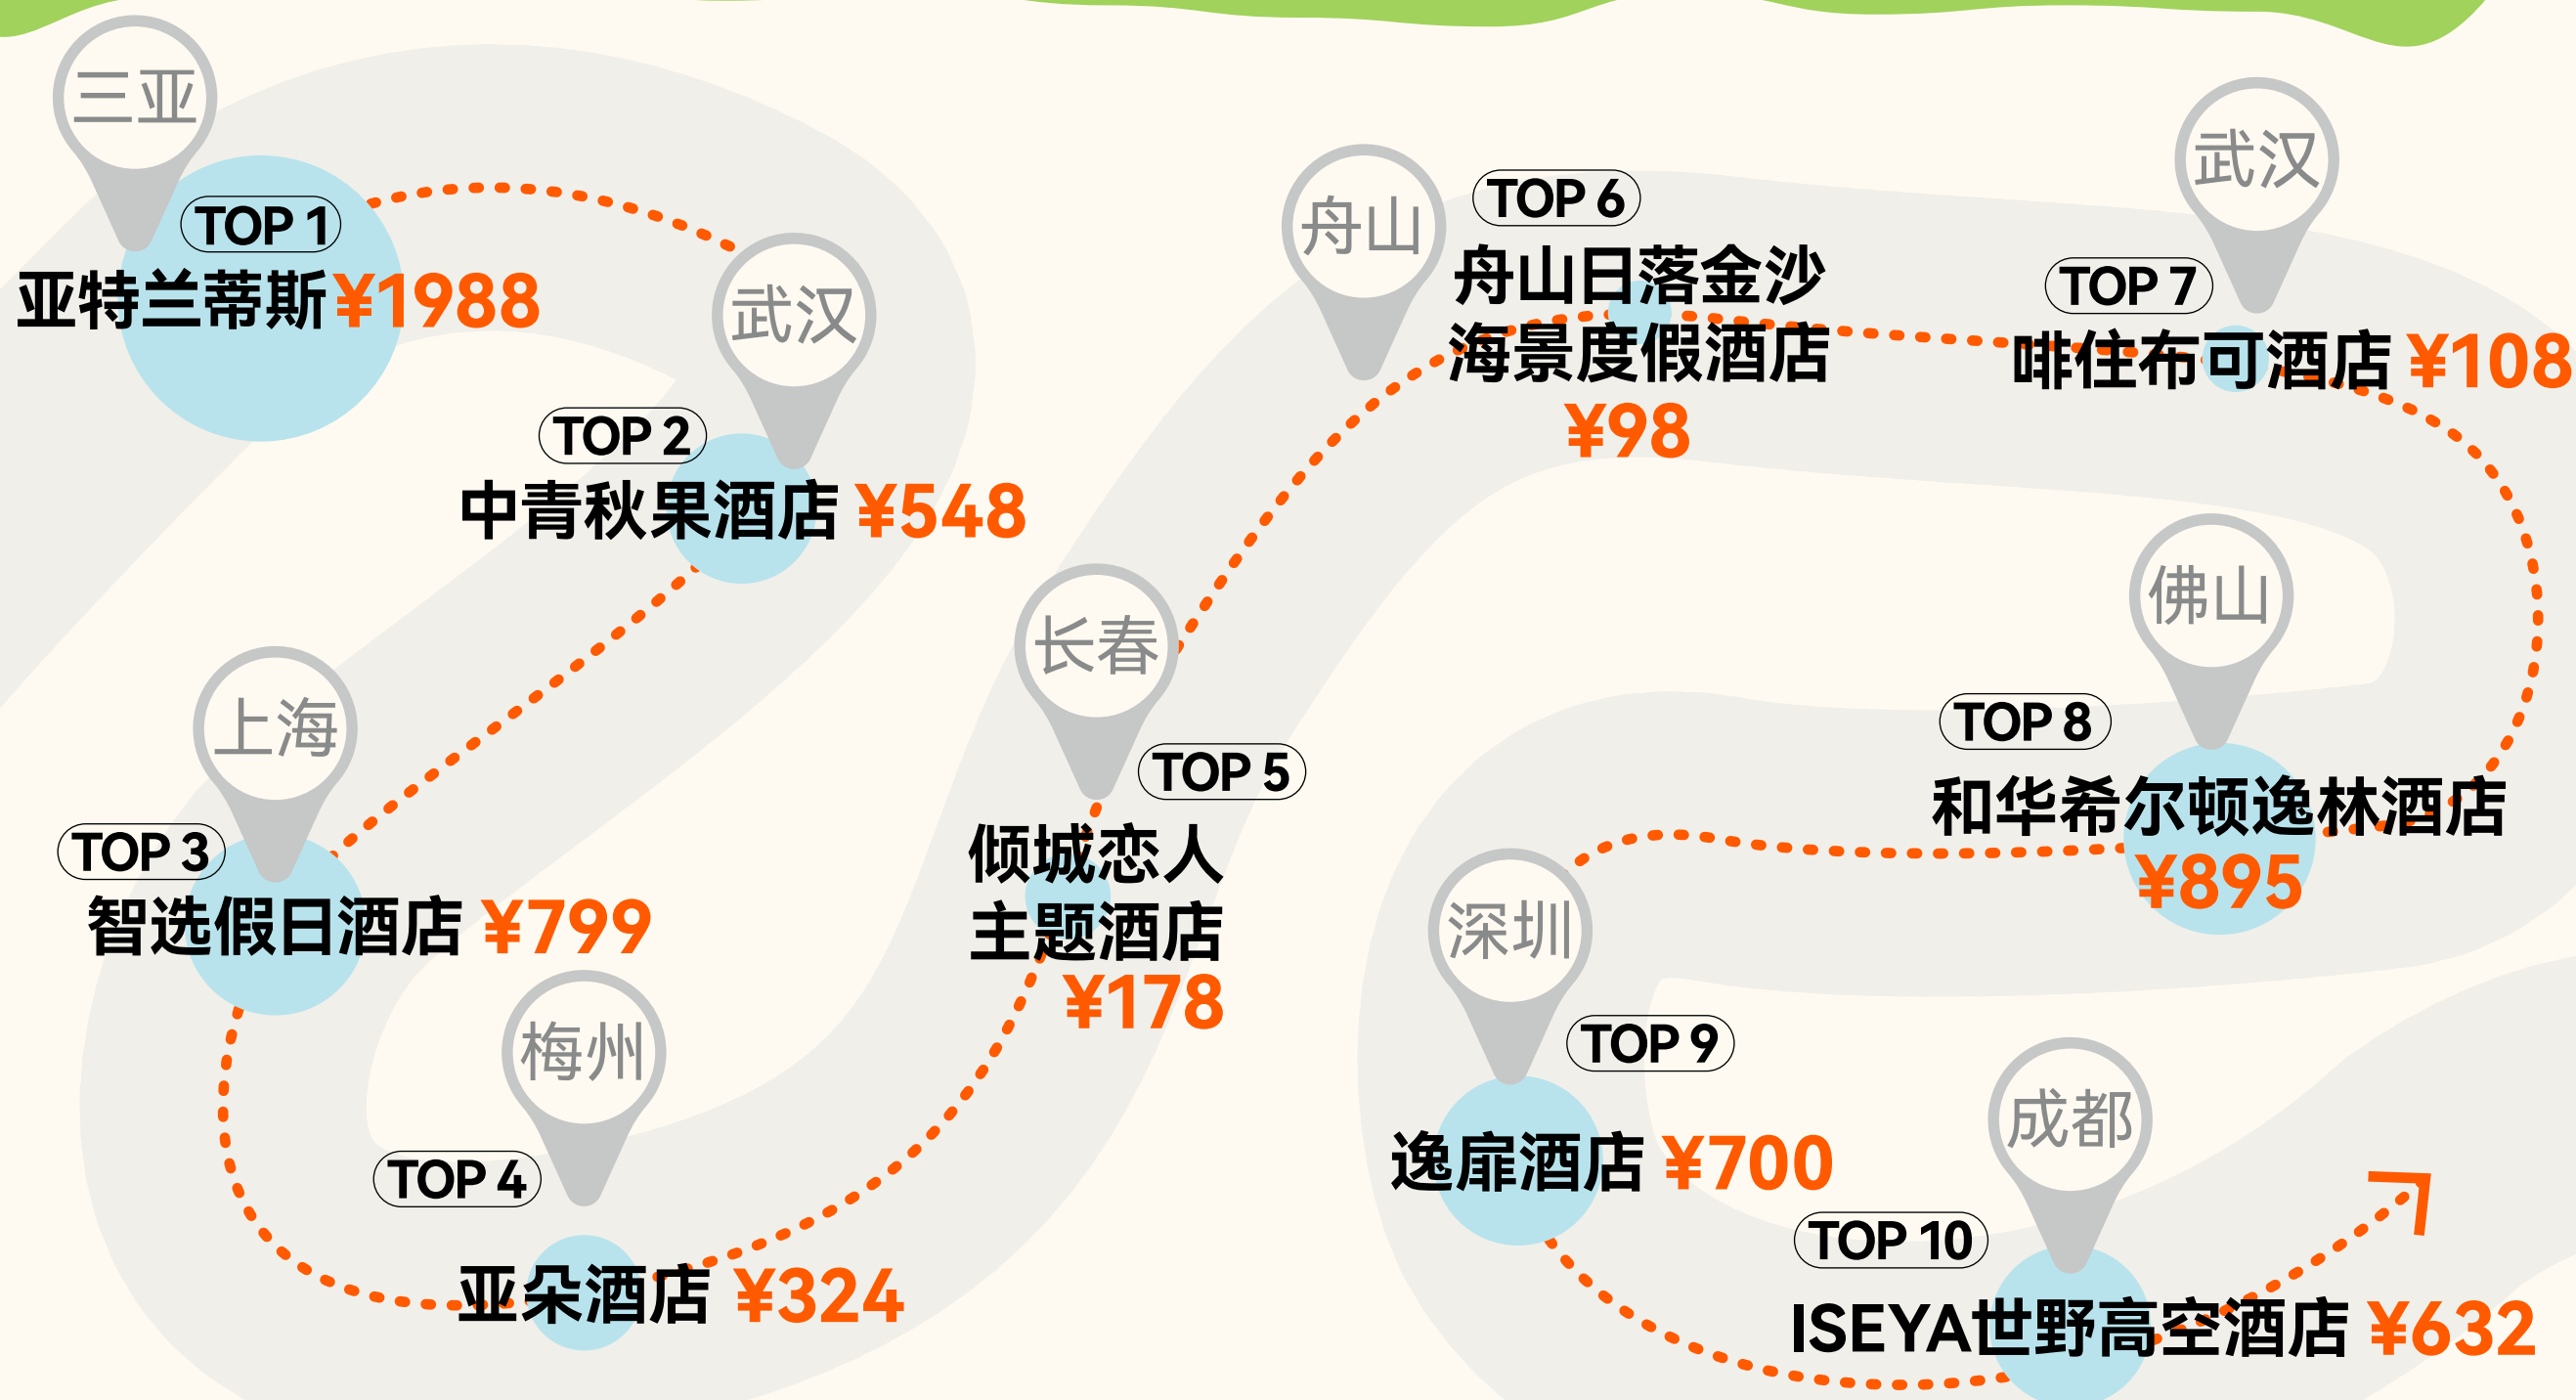 三亚
TOP 1
亚特兰蒂斯 ¥1988
武汉
TOP 2
中青秋果酒店 ¥548
上海
TOP 3
智选假日酒店 ¥799
梅州
TOP 4
亚朵酒店 ¥324
长春
TOP 5
倾城恋人
主题酒店
¥178
舟山
TOP 6
舟山日落金沙
海景度假酒店
¥98
武汉
TOP 7
啡住布可酒店 ¥108
佛山
TOP 8
和华希尔顿逸林酒店
¥895
深圳
TOP 9
逸扉酒店 ¥700
成都
TOP 10
ISEYA世野高空酒店 ¥632